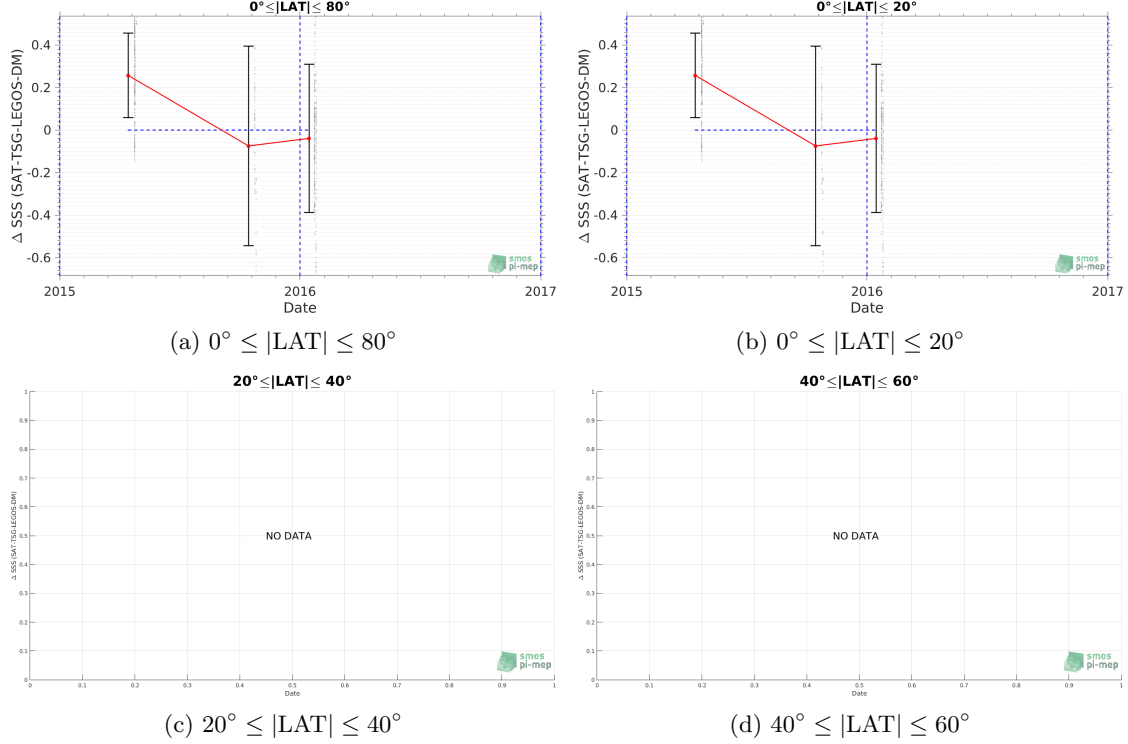 0°≤|LAT|≤ 80°
Δ SSS (SAT-TSG-LEGOS-DM)
0.4
0.2
0
-0.2
-0.4
-0.6
2015
2016
2017
Date
smos
pi-mep
(a) 0° ≤ |LAT| ≤ 80°
0°≤|LAT|≤ 20°
Δ SSS (SAT-TSG-LEGOS-DM)
0.4
0.2
0
-0.2
-0.4
-0.6
2015
2016
2017
Date
smos
pi-mep
(b) 0° ≤ |LAT| ≤ 20°
20°≤|LAT|≤ 40°
Δ SSS (SAT-TSG-LEGOS-DM)
1
0.9
0.8
0.7
0.6
0.5
0.4
0.3
0.2
0.1
0
NO DATA
smos
pi-mep
0 0.1 0.2 0.3 0.4 0.5 0.6 0.7 0.8 0.9 1
Date
(c) 20° ≤ |LAT| ≤ 40°
40°≤|LAT|≤ 60°
Δ SSS (SAT-TSG-LEGOS-DM)
1
0.9
0.8
0.7
0.6
0.5
0.4
0.3
0.2
0.1
0
NO DATA
smos
pi-mep
0 0.1 0.2 0.3 0.4 0.5 0.6 0.7 0.8 0.9 1
Date
(d) 40° ≤ |LAT| ≤ 60°